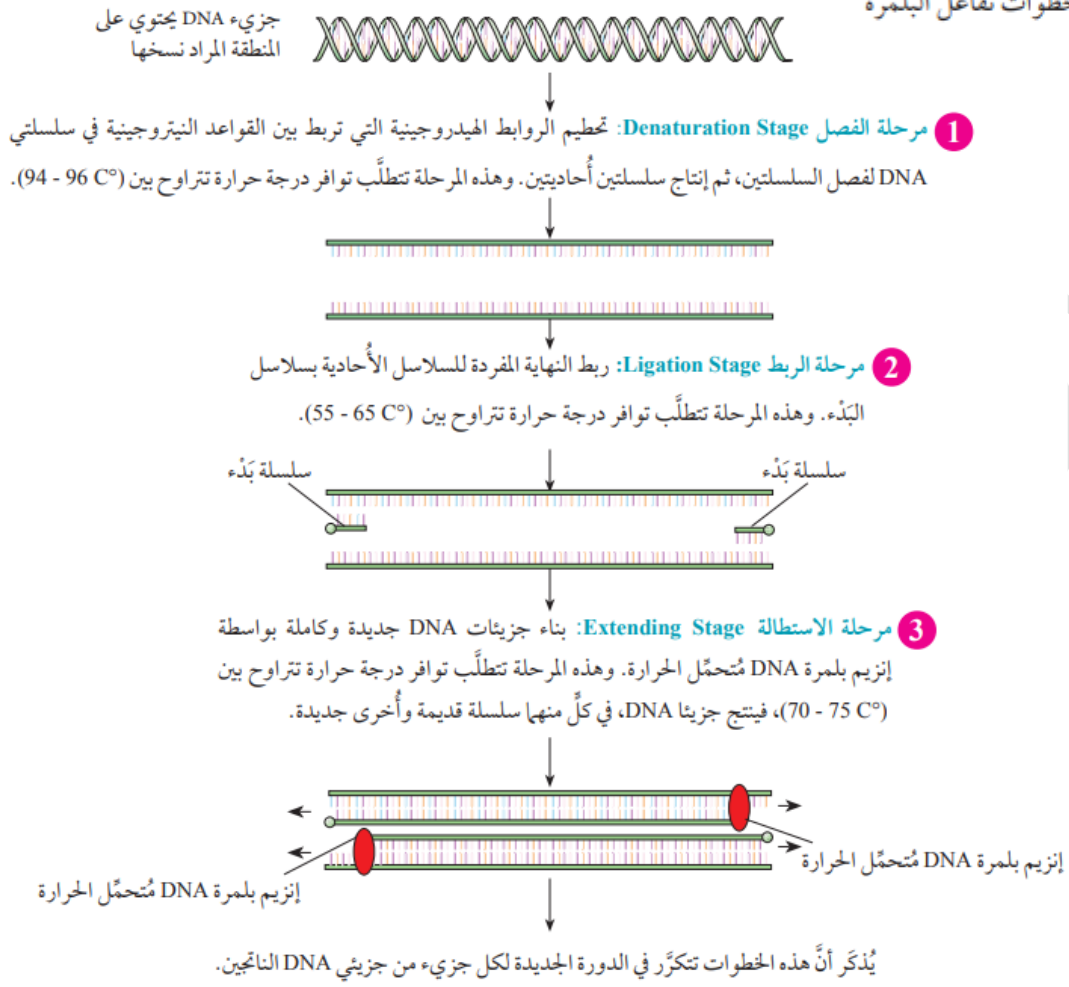 خطوات تفاعل البلمرة
جزيء DNA يحتوي على
المنطقة المراد نسخها
1 مرحلة الفصل Denaturation Stage: تحطيم الروابط الهيدروجينية التي تربط بين القواعد النيتروجينية في سلسلتي
DNA لفصل السلسلتين، ثم إنتاج سلسلتين أُحاديتين. وهذه المرحلة تتطلَّب توافر درجة حرارة تتراوح بين (94 - 96 C°).
2 مرحلة الربط Ligation Stage: ربط النهاية المفردة للسلاسل الأُحادية بسلاسل
البَدْء. وهذه المرحلة تتطلَّب توافر درجة حرارة تتراوح بين (55 - 65 C°).
سلسلة بَدْء
سلسلة بَدْء
3 مرحلة الاستطالة Extending Stage: بناء جزيئات DNA جديدة وكاملة بواسطة
إنزيم بلمرة DNA مُتحمِّل الحرارة. وهذه المرحلة تتطلَّب توافر درجة حرارة تتراوح بين
(70 - 75 C°)، فينتج جزيئا DNA، في كلٍّ منهما سلسلة قديمة وأُخرى جديدة.
إنزيم بلمرة DNA مُتحمِّل الحرارة
إنزيم بلمرة DNA مُتحمِّل الحرارة
يُذكَر أنَّ هذه الخطوات تتكرَّر في الدورة الجديدة لكل جزيء من جزيئي DNA الناتجين.